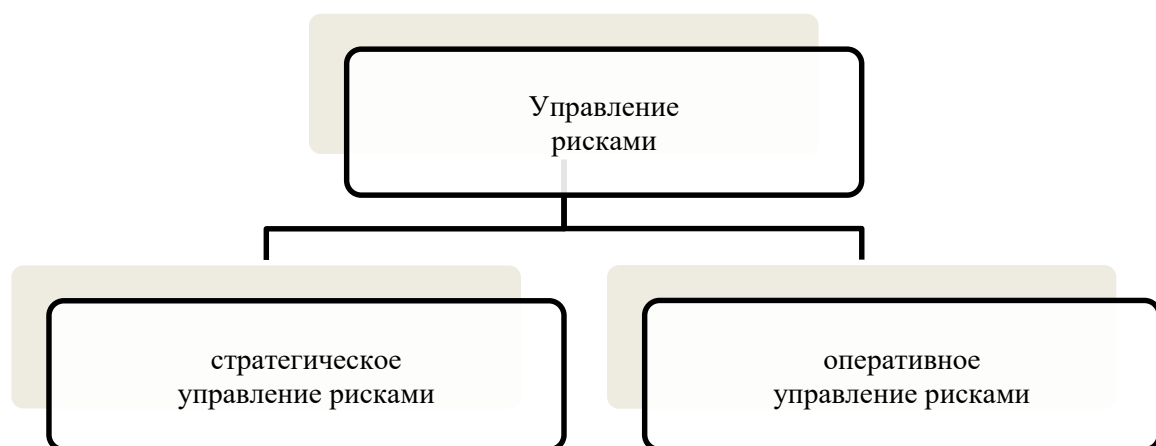 Управление
рисками
стратегическое
управление рисками
оперативное
управление рисками